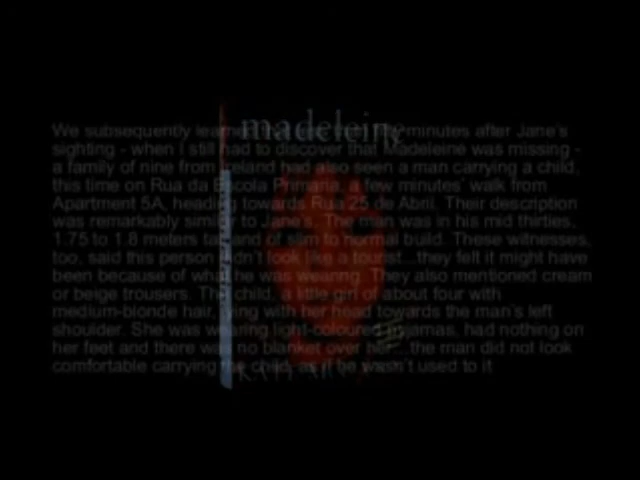 madeleine
We subsequently minutes after Jane's
sighting - when I still had to discover that Madeleine was missing -
a family of nine from Ireland had also seen a man carrying a child,
this time on Rua da Escola Primaria, a few minutes' walk from
Apartment 5A, heading towards Rua 25 de Abril. Their description
was remarkably similar to Jane's. The man was in his mid thirties,
1.75 to 1.8 meters tall and of slim to normal build. These witnesses,
too, said this person didn't look like a tourist...they felt it might have
been because of what he was wearing. They also mentioned cream
or beige trousers. The child, a little girl of about four with
medium-blonde hair, lying with her head towards the man's left
shoulder. She was wearing light-coloured pajamas, had nothing on
her feet and there was no blanket over her...the man did not look
comfortable carrying the child, as if he wasn't used to it